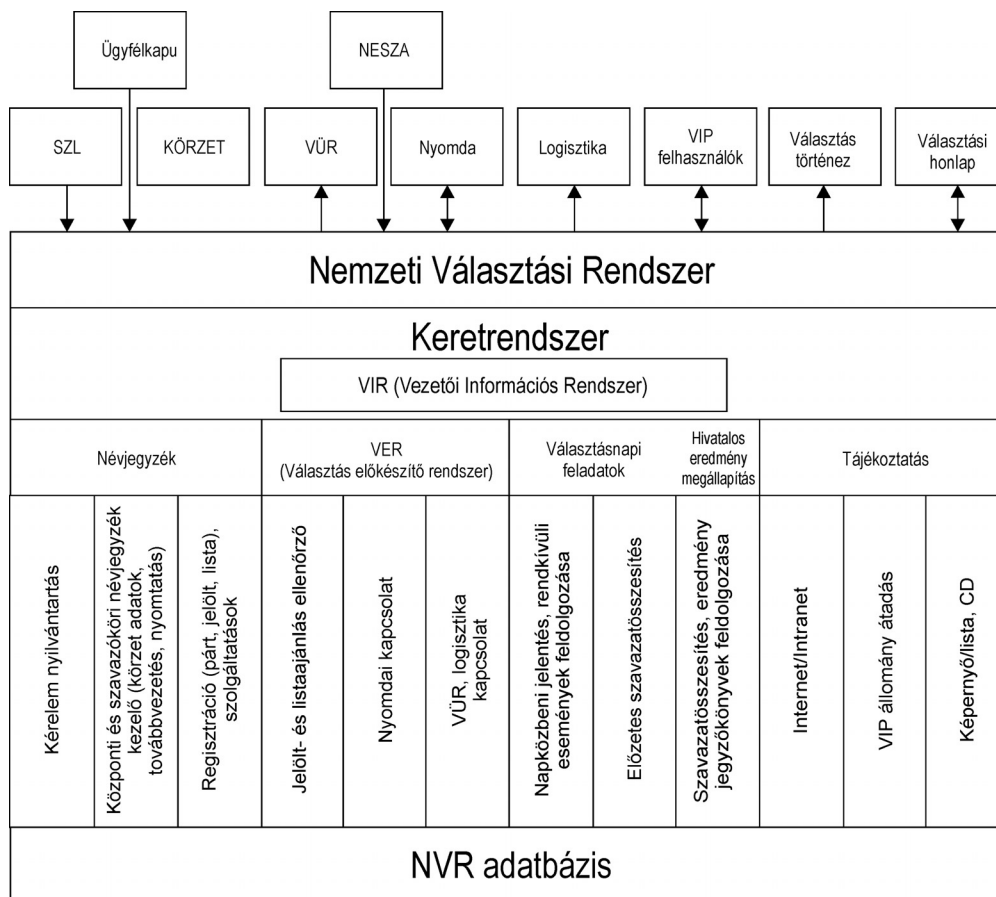 Ügyfélkapu
NESZA
SZL
KÖRZET
VÜR
Nyomda
Logisztika
VIP
felhasználók
Választás
történez
Választási
honlap
Nemzeti Választási Rendszer
Keretrendszer
VIR (Vezetői Információs Rendszer)
Névjegyzék
VER
(Választás előkészítő rendszer)
Választásnapi
feladatok
Hivatalos
eredmény
megállapítás
Tájékoztatás
Kérelem nyilvántartás
Központi és szavazóköri névjegyzék
kezelő (körzet adatok,
továbbvezetés, nyomtatás)
Regisztráció (párt, jelölt, lista),
szolgáltatások
Jelölt- és listaajánlás ellenőrző
Nyomdai kapcsolat
VÜR, logisztika
kapcsolat
Napközbeni jelentés, rendkívüli
események feldolgozása
Előzetes szavazatösszesítés
Szavazatösszesítés, eredmény
jegyzőkönyvek feldolgozása
Internet/Intranet
VIP állomány átadás
Képernyő/lista, CD
NVR adatbázis